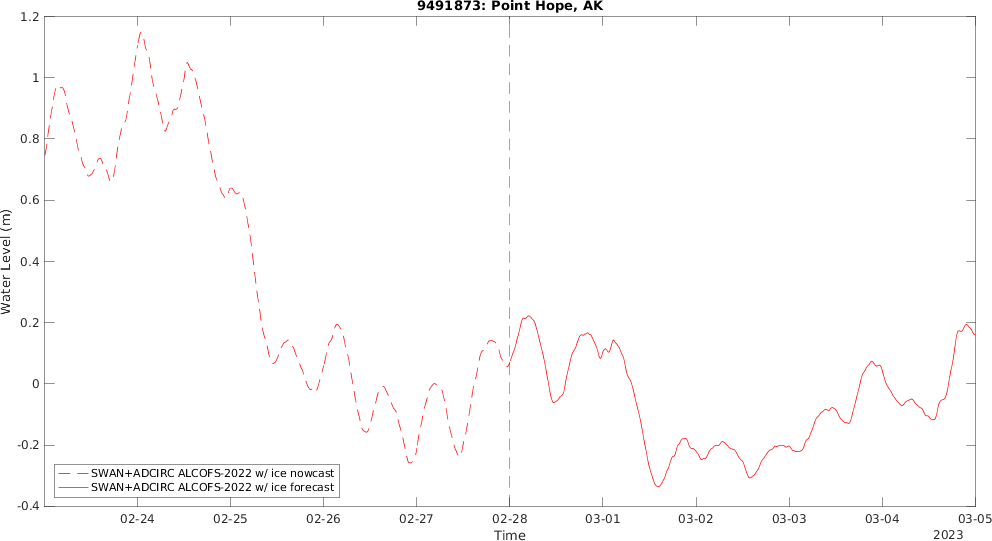 9491873: Point Hope, AK
1.2
1
0.8
0.6
0.4
0.2
0
-0.2
-0.4
Water Level (m)
SWAN+ADCIRC ALCOFS-2022 w/ ice nowcast
SWAN+ADCIRC ALCOFS-2022 w/ ice forecast
02-24 02-25 02-26 02-27 02-28 03-01 03-02 03-03 03-04 03-05
Time
2023